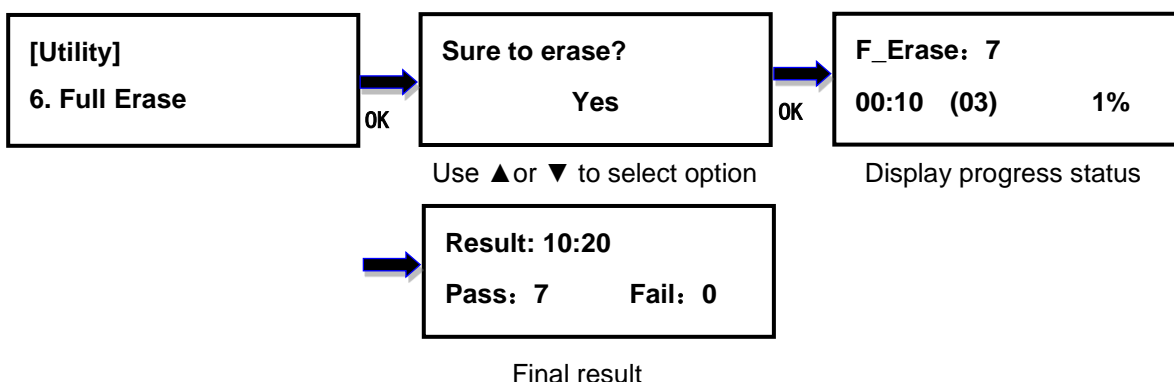 [Utility]
6. Full Erase
OK
Sure to erase?
Yes
OK
F_Erase：7
00:10 (03) 1%
Use ▲or ▼ to select option
Display progress status
Result: 10:20
Pass：7 Fail：0
Final result